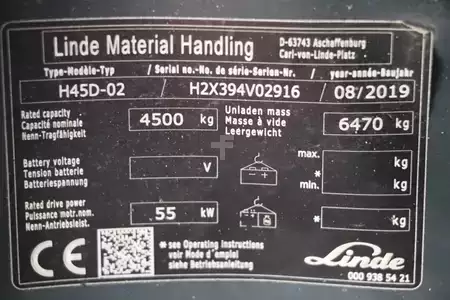 Linde Material Handling
D-63743 Aschaffenburg
Carl-von-Linde-Platz
Type-Modèle-Typ / Serial no.-No. de série-Serien-Nr. / year-année-Baujahr
H45D-02 H2X394V02916 08/2019
Rated capacity
Capacité nominale
Nenn-Tragfähigkeit
4500 kg
Unladen mass
Masse à vide
Leergewicht
6470 kg
Battery voltage
Tension batterie
Batteriespannung
V
max.
*
min.
kg
kg
Rated drive power
Puissance motr.nom.
Nenn-Antriebsleist.
55 kW
* kg
CE
* see Operating Instructions
voir Mode d'emploi
siehe Betriebsanleitung
Linde
000 938 54 21